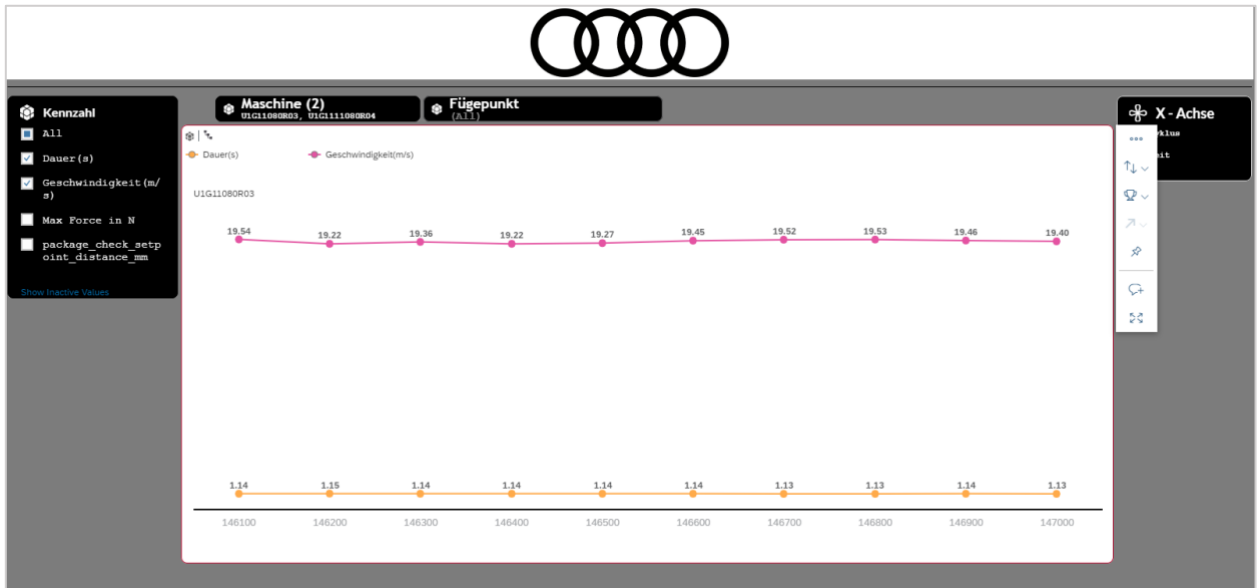 Kennzahl
All
Dauer(s)
Geschwindigkeit(m/
s)
Max Force in N
package_check_setp
oint_distance_mm
Show Inactive Values
Maschine (2)
U1G11080R03, U1G1111080R04
Fügepunkt
(All)
Dauer(s) Geschwindigkeit(m/s)
U1G11080R03
19.54 19.22 19.36 19.22 19.27 19.45 19.52 19.53 19.46 19.40
1.14 1.15 1.14 1.14 1.14 1.14 1.13 1.13 1.14 1.13
146100 146200 146300 146400 146500 146600 146700 146800 146900 147000
X - Achse
yklus
eit